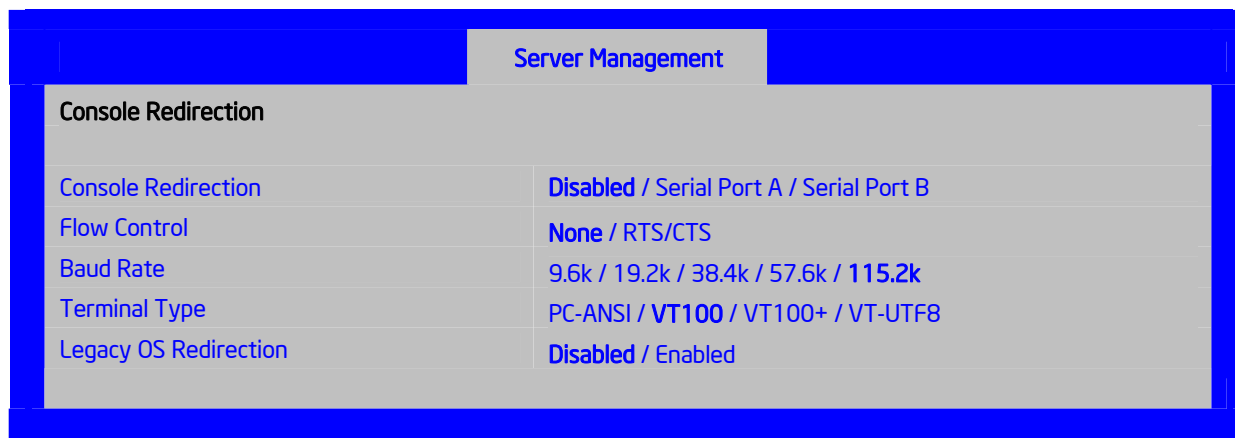 Server Management
Console Redirection
Console Redirection Disabled / Serial Port A / Serial Port B
Flow Control None / RTS/CTS
Baud Rate 9.6k / 19.2k / 38.4k / 57.6k / 115.2k
Terminal Type PC-ANSI / VT100 / VT100+ / VT-UTF8
Legacy OS Redirection Disabled / Enabled